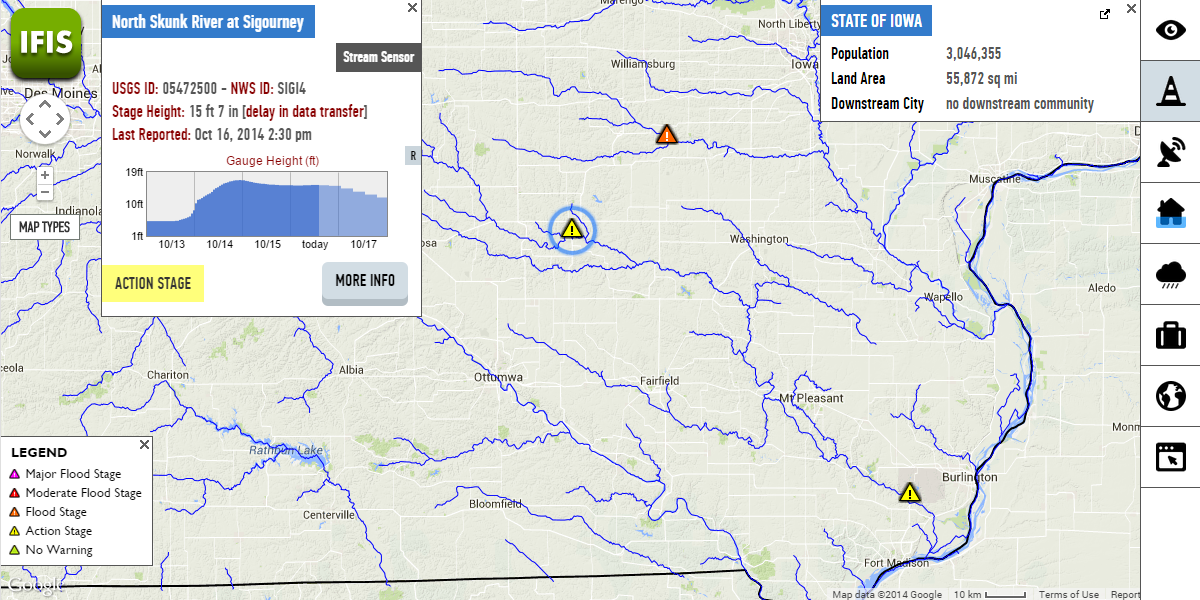 IFIS
North Skunk River at Sigourney
Stream Sensor
USGS ID: 05472500 - NWS ID: SIGI4
Stage Height: 15 ft 7 in [delay in data transfer]
Last Reported: Oct 16, 2014 2:30 pm
R
Gauge Height (ft)
19ft
10ft
1ft
10/13 10/14 10/15 today 10/17
ACTION STAGE
MORE INFO
STATE OF IOWA
Population 3,046,355
Land Area 55,872 sq mi
Downstream City no downstream community
Marengo
North Liberty
Williamsburg
Iowa
Des Moines
Norwalk
+
−
Indianola
MAP TYPES
Muscatine
Washington
Wapello
Aledo
Chariton
Albia
Ottumwa
Fairfield
Mt Pleasant
Rathbun Lake
Burlington
Bloomfield
Centerville
Fort Madison
LEGEND
Major Flood Stage
Moderate Flood Stage
Flood Stage
Action Stage
No Warning
Google
Map data ©2014 Google 10 km Terms of Use Report